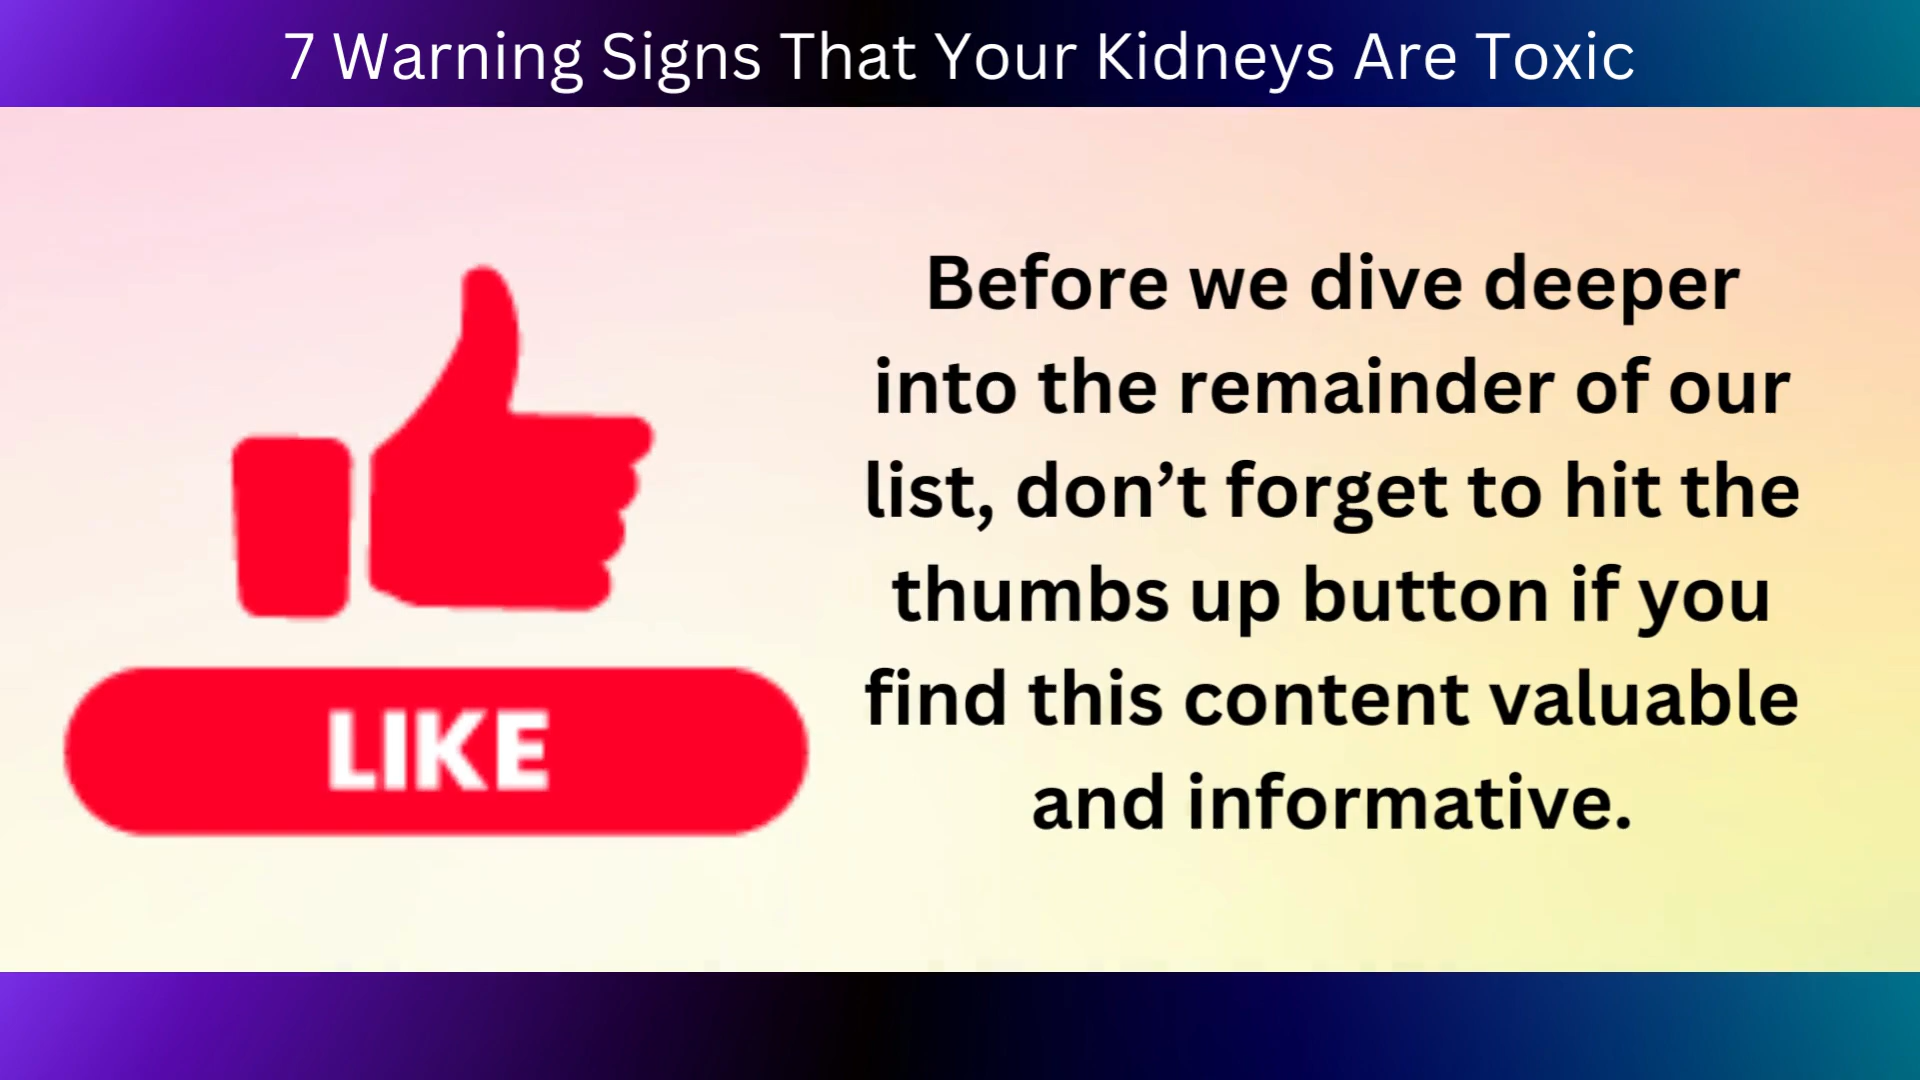 7 Warning Signs That Your Kidneys Are Toxic
Before we dive deeper
into the remainder of our
list, don’t forget to hit the
thumbs up button if you
find this content valuable
and informative.
LIKE